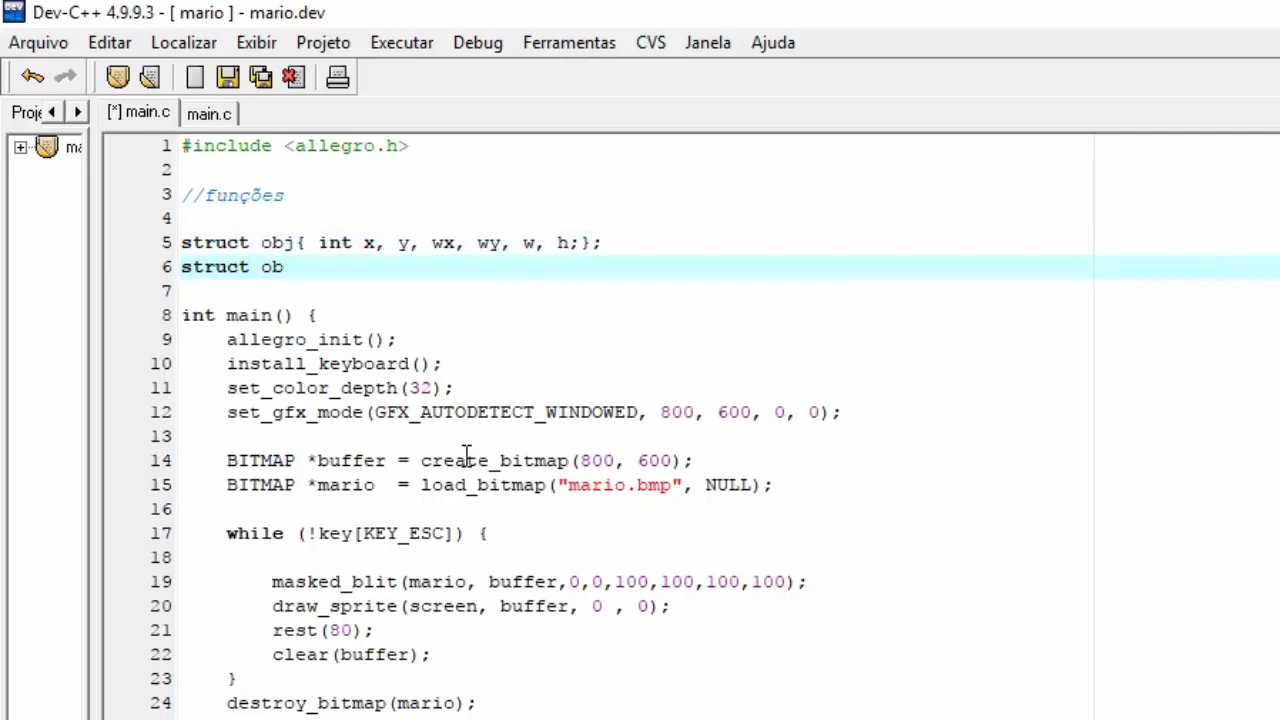 Dev-C++ 4.9.9.3 - [ mario ] - mario.dev
Arquivo Editar Localizar Exibir Projeto Executar Debug Ferramentas CVS Janela Ajuda
[*] main.c main.c
1 #include <allegro.h>
2
3 //funções
4
5 struct obj{ int x, y, wx, wy, w, h;};
6 struct ob
7
8 int main() {
9 allegro_init();
10 install_keyboard();
11 set_color_depth(32);
12 set_gfx_mode(GFX_AUTODETECT_WINDOWED, 800, 600, 0, 0);
13
14 BITMAP *buffer = create_bitmap(800, 600);
15 BITMAP *mario  = load_bitmap("mario.bmp", NULL);
16
17 while (!key[KEY_ESC]) {
18
19 masked_blit(mario, buffer,0,0,100,100,100,100);
20 draw_sprite(screen, buffer, 0 , 0);
21 rest(80);
22 clear(buffer);
23 }
24 destroy_bitmap(mario);